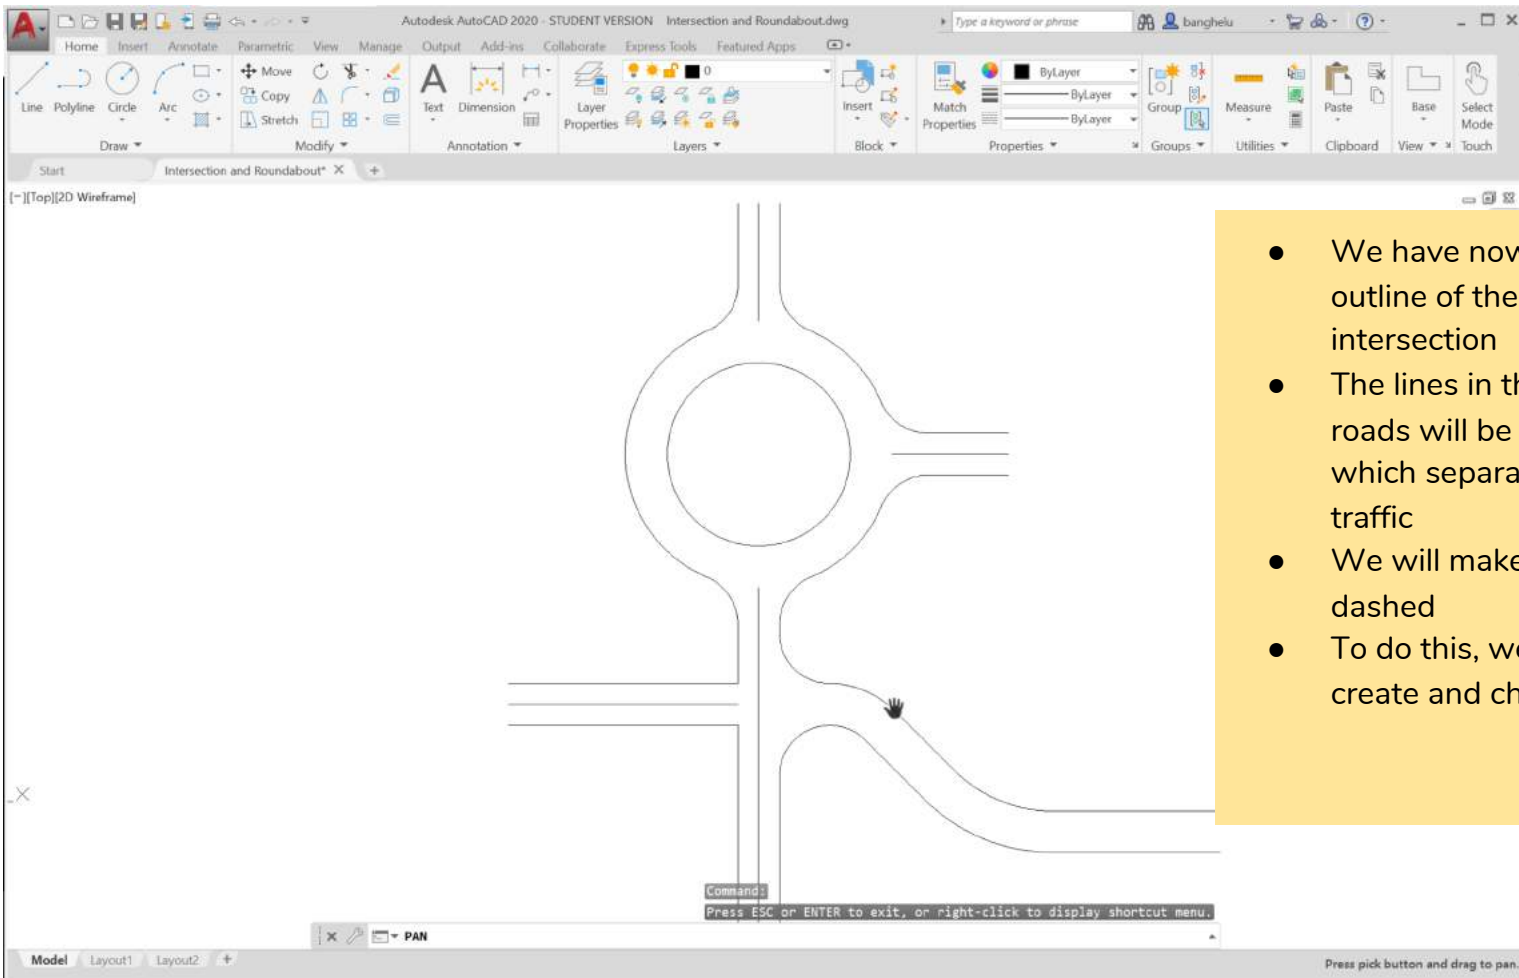 A
Autodesk AutoCAD 2020 - STUDENT VERSION Intersection and Roundabout.dwg
Type a keyword or phrase
banghelu
Home Insert Annotate Parametric View Manage Output Add-ins Collaborate Express Tools Featured Apps
Line Polyline Circle Arc
Draw
Move
Copy
Stretch
Modify
Text Dimension
Annotation
Layer
Properties
0
Layers
Insert
Block
Match
Properties
ByLayer
ByLayer
ByLayer
Properties
Group
Groups
Measure
Utilities
Paste
Clipboard
Base
View
Select
Mode
Touch
Start Intersection and Roundabout* X +
[-][Top][2D Wireframe]
● We have now
outline of the
intersection
● The lines in th
roads will be
which separa
traffic
● We will make
dashed
● To do this, we
create and ch
X
Command:
Press ESC or ENTER to exit, or right-click to display shortcut menu.
PAN
Model Layout1 Layout2 +
Press pick button and drag to pan.